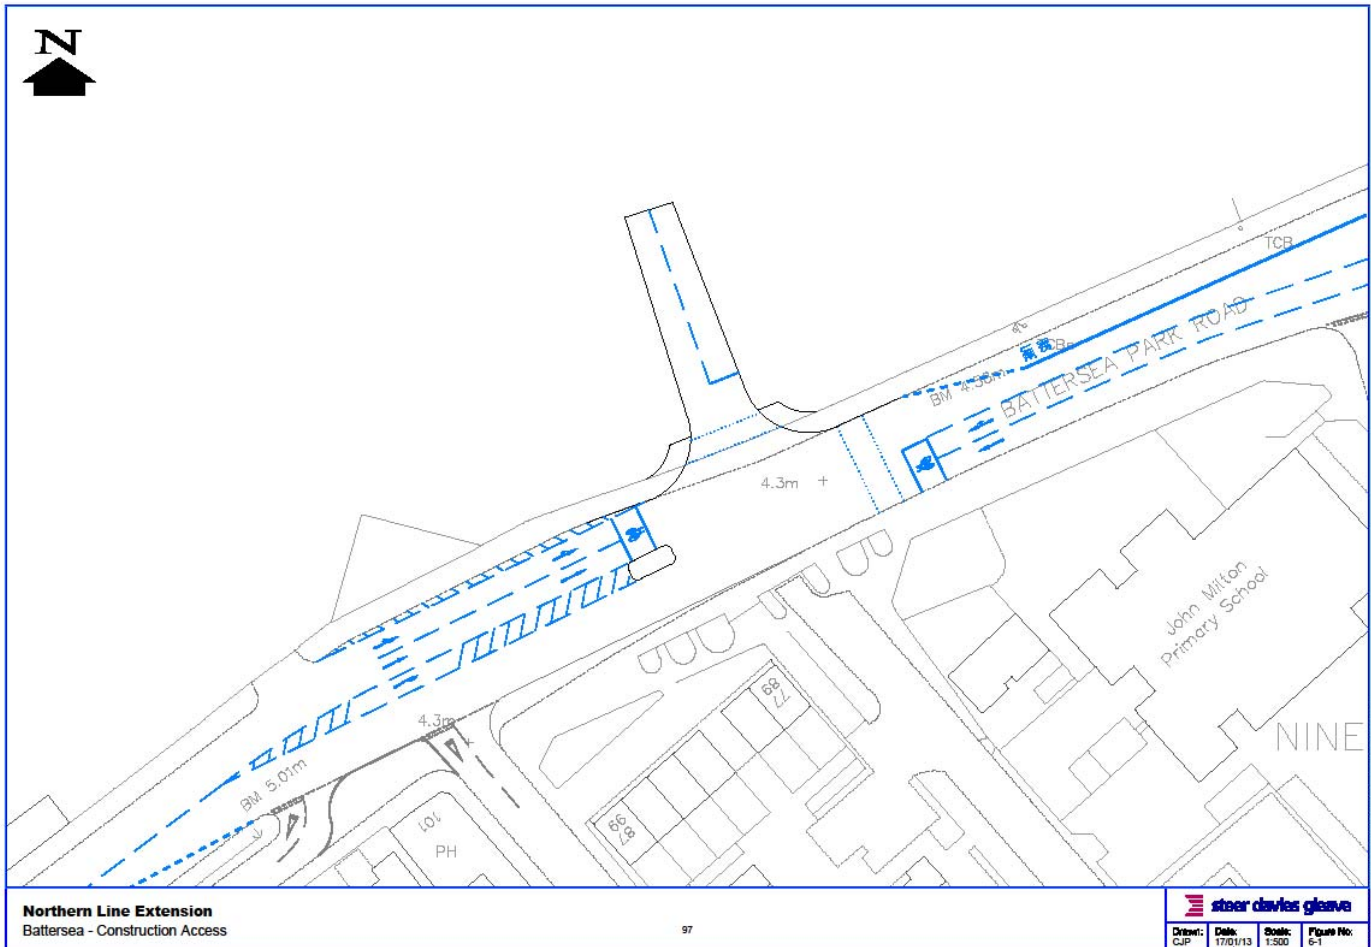 N
TCB
BATTERSEA PARK ROAD
BM 4.36m
4.3m
John Milton
Primary School
NINE
77
89
4.3m
BM 5.01m
101
PH
99
87
Northern Line Extension
Battersea - Construction Access
97
steer davies gleave
Drawn: Date: Scale: Figure No:
CJP 17/01/13 1:500 6-1